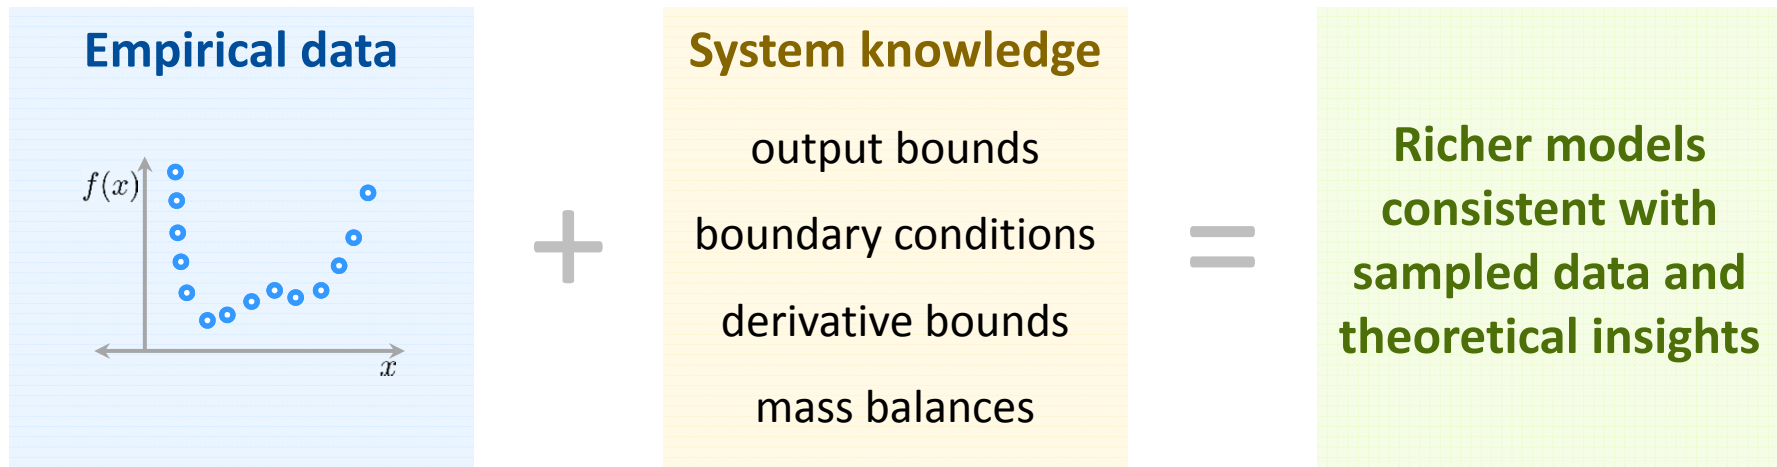 Empirical data
f(x)
x
+
System knowledge
output bounds
boundary conditions
derivative bounds
mass balances
=
Richer models
consistent with
sampled data and
theoretical insights